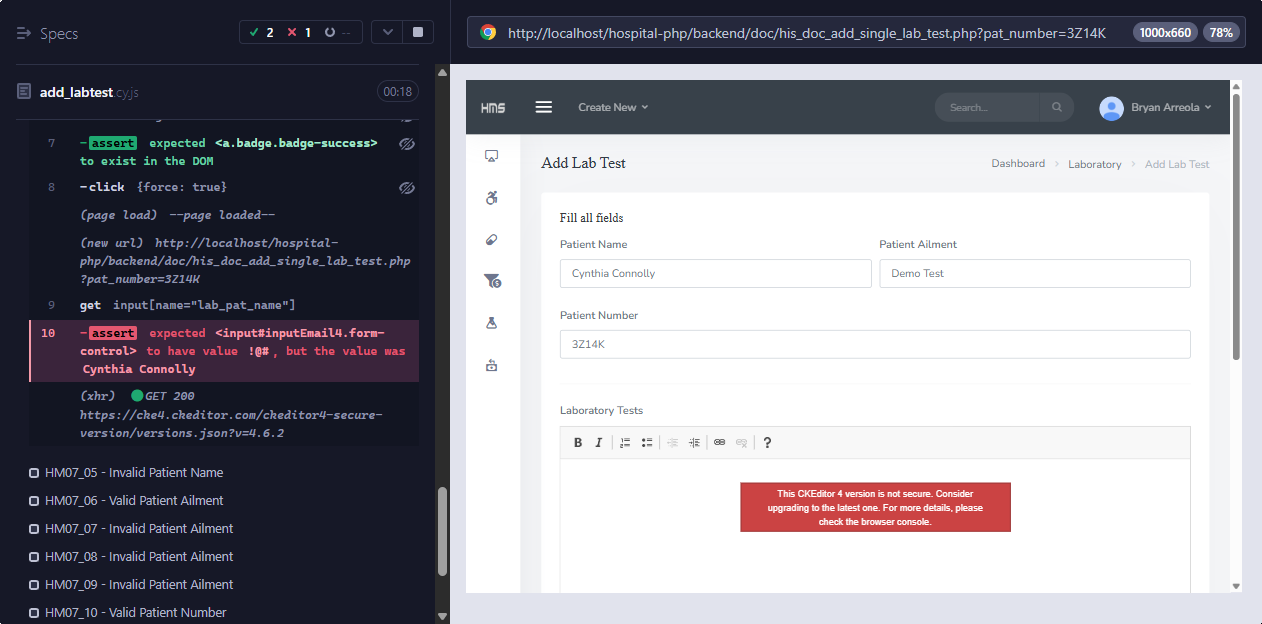 Specs
2
1
--
add_labtest.cy.js
00:18
7 -assert expected <a.badge.badge-success>
to exist in the DOM
8 -click {force: true}
(page load) --page loaded--
(new url) http://localhost/hospital-
php/backend/doc/his_doc_add_single_lab_test.php
?pat_number=3Z14K
9 get input[name="lab_pat_name"]
10 -assert expected <input#inputEmail4.form-
control> to have value !@#, but the value was
Cynthia Connolly
(xhr) GET 200
https://cke4.ckeditor.com/ckeditor4-secure-
version/versions.json?v=4.6.2
HM07_05 - Invalid Patient Name
HM07_06 - Valid Patient Ailment
HM07_07 - Invalid Patient Ailment
HM07_08 - Invalid Patient Ailment
HM07_09 - Invalid Patient Ailment
HM07_10 - Valid Patient Number
http://localhost/hospital-php/backend/doc/his_doc_add_single_lab_test.php?pat_number=3Z14K
1000x660
78%
HMS
Create New
Search...
Bryan Arreola
Add Lab Test
Dashboard > Laboratory > Add Lab Test
Fill all fields
Patient Name
Patient Ailment
Cynthia Connolly
Demo Test
Patient Number
3Z14K
Laboratory Tests
B I ?
This CKEditor 4 version is not secure. Consider
upgrading to the latest one. For more details, please
check the browser console.